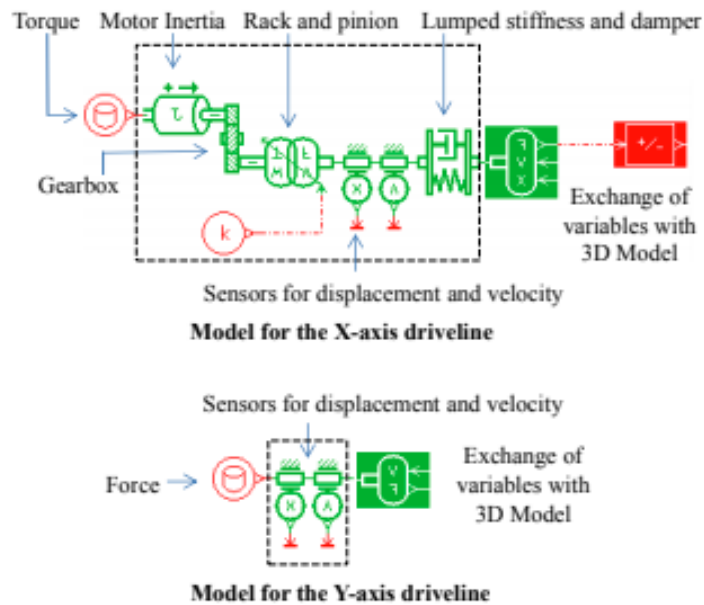 Torque Motor Inertia Rack and pinion Lumped stiffness and damper
Gearbox
k
+/-
Exchange of
variables with
3D Model
Sensors for displacement and velocity
Model for the X-axis driveline
Sensors for displacement and velocity
Force
Exchange of
variables with
3D Model
Model for the Y-axis driveline